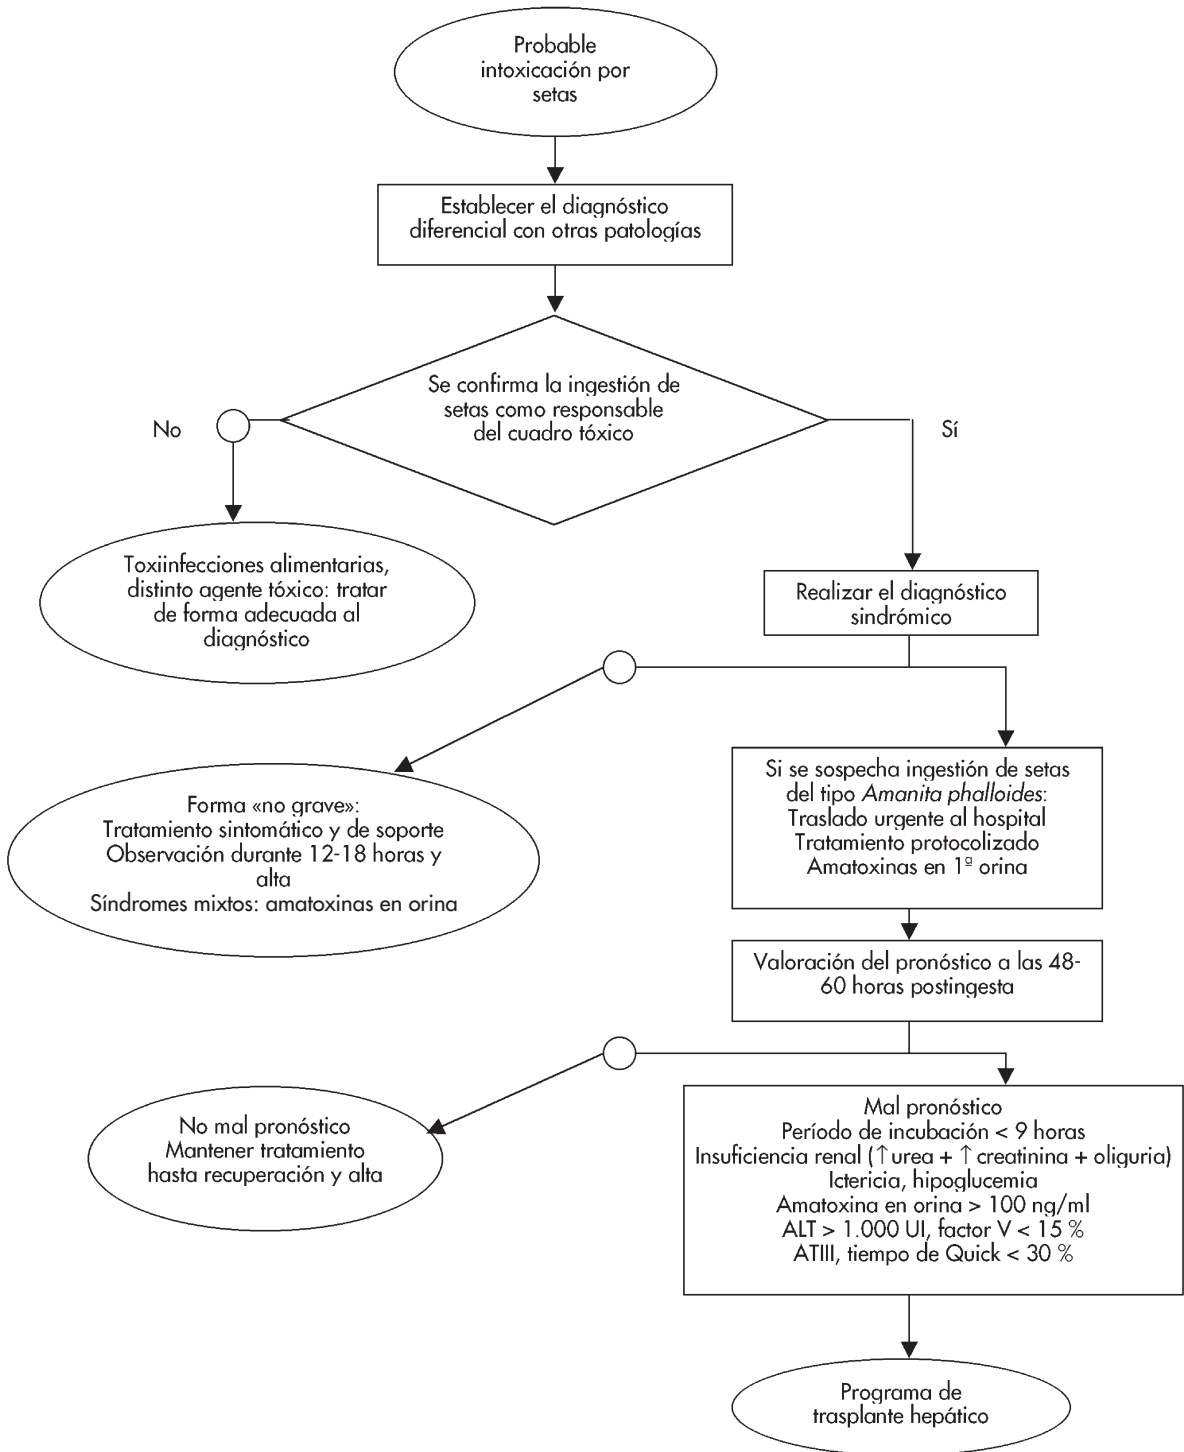 Probable
intoxicación por
setas
Establecer el diagnóstico
diferencial con otras patologías
Se confirma la ingestión de
setas como responsable
del cuadro tóxico
No
Sí
Toxiinfecciones alimentarias,
distinto agente tóxico: tratar
de forma adecuada al
diagnóstico
Realizar el diagnóstico
sindrómico
Forma «no grave»:
Tratamiento sintomático y de soporte
Observación durante 12-18 horas y
alta
Síndromes mixtos: amatoxinas en orina
Si se sospecha ingestión de setas
del tipo Amanita phalloides:
Traslado urgente al hospital
Tratamiento protocolizado
Amatoxinas en 1ª orina
Valoración del pronóstico a las 48-
60 horas postingesta
No mal pronóstico
Mantener tratamiento
hasta recuperación y alta
Mal pronóstico
Período de incubación < 9 horas
Insuficiencia renal (↑ urea + ↑ creatinina + oliguria)
Ictericia, hipoglucemia
Amatoxina en orina > 100 ng/ml
ALT > 1.000 UI, factor V < 15 %
ATIII, tiempo de Quick < 30 %
Programa de
trasplante hepático